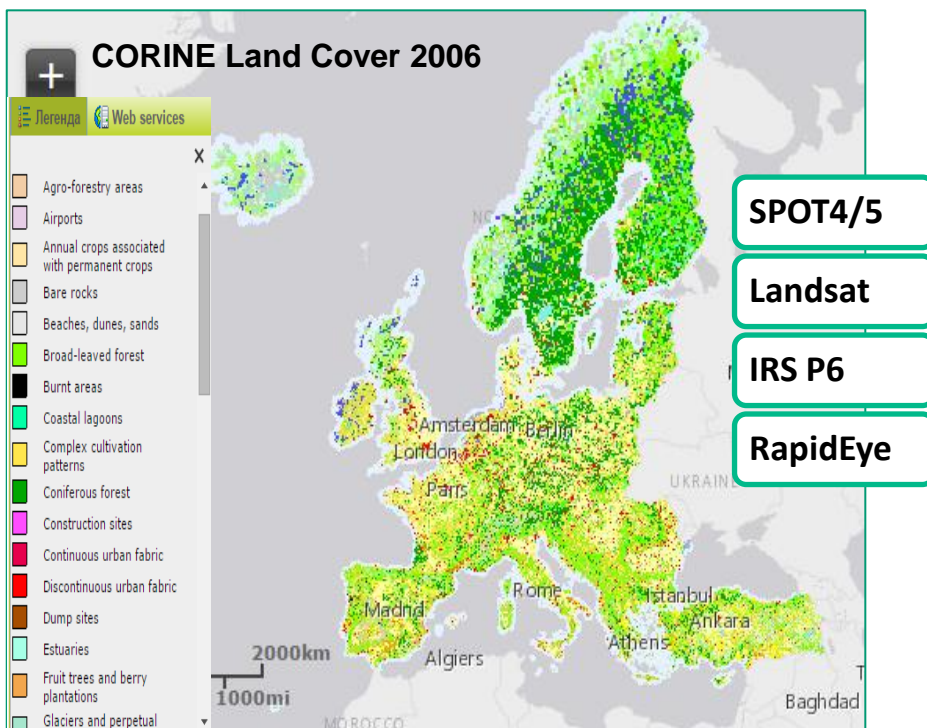 CORINE Land Cover 2006
+
Легенда
Web services
X
Agro-forestry areas
Airports
Annual crops associated
with permanent crops
Bare rocks
Beaches, dunes, sands
Broad-leaved forest
Burnt areas
Coastal lagoons
Complex cultivation
patterns
Coniferous forest
Construction sites
Continuous urban fabric
Discontinuous urban fabric
Dump sites
Estuaries
Fruit trees and berry
plantations
Glaciers and perpetual
SPOT4/5
Landsat
IRS P6
RapidEye
Amsterdam
Berlin
London
Paris
UKRAINE
Rome
Istanbul
Madrid
Ankara
Athens
Algiers
2000km
1000mi
Baghdad
MOROCCO